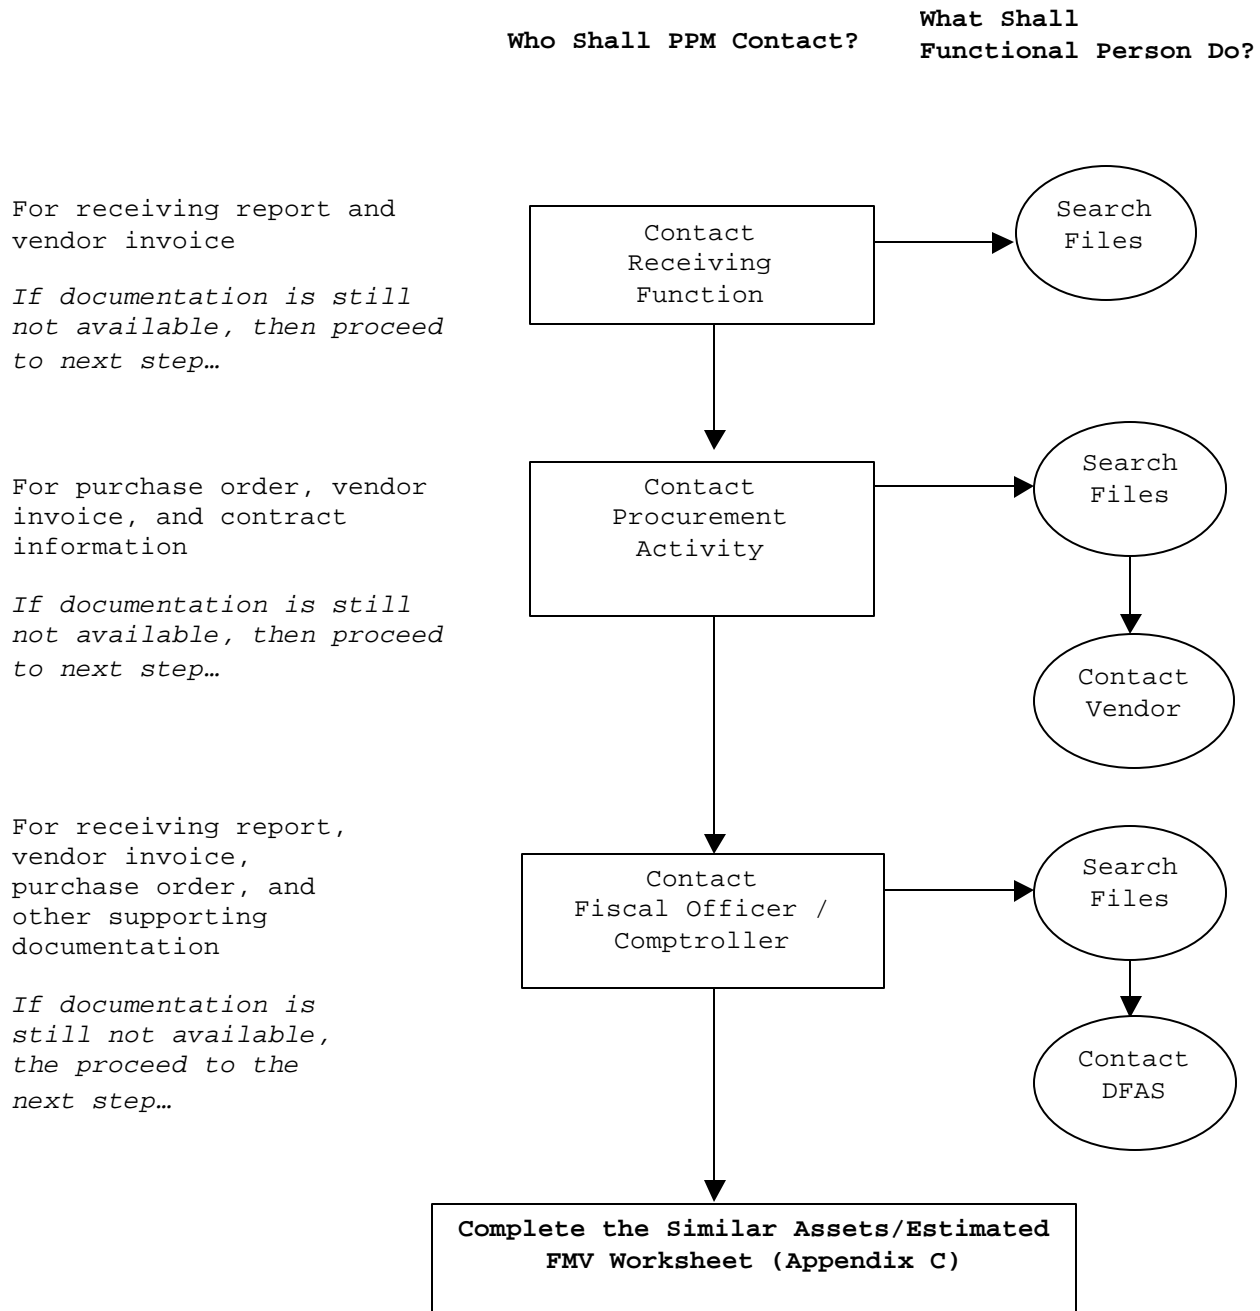 Who Shall PPM Contact?
What Shall
Functional Person Do?
For receiving report and
vendor invoice
If documentation is still
not available, then proceed
to next step…
Contact
Receiving
Function
Search
Files
For purchase order, vendor
invoice, and contract
information
If documentation is still
not available, then proceed
to next step…
Contact
Procurement
Activity
Search
Files
Contact
Vendor
For receiving report,
vendor invoice,
purchase order, and
other supporting
documentation
If documentation is
still not available,
the proceed to the
next step…
Contact
Fiscal Officer /
Comptroller
Search
Files
Contact
DFAS
Complete the Similar Assets/Estimated
FMV Worksheet (Appendix C)